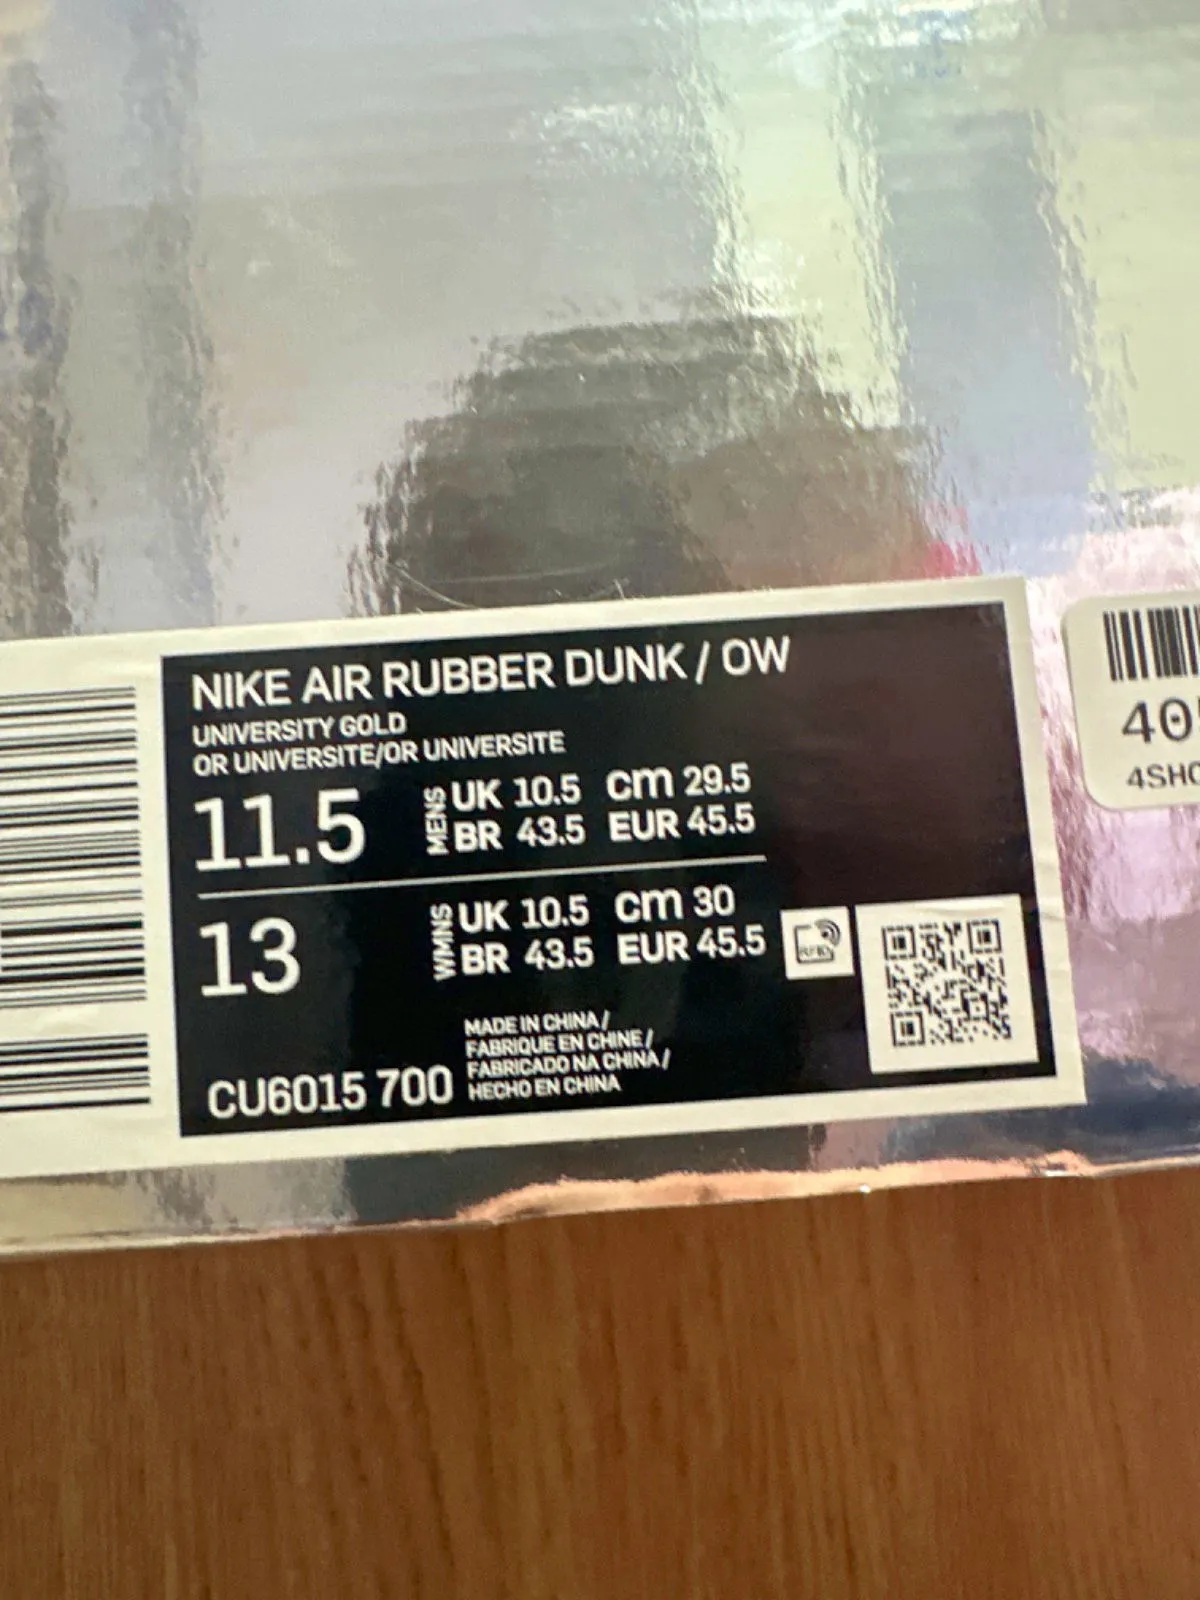 NIKE AIR RUBBER DUNK / OW
UNIVERSITY GOLD
OR UNIVERSITE/OR UNIVERSITE
11.5 MENS UK 10.5 cm 29.5
BR 43.5 EUR 45.5
13 WMNS UK 10.5 cm 30
BR 43.5 EUR 45.5
RFID
CU6015 700
MADE IN CHINA /
FABRIQUE EN CHINE /
FABRICADO NA CHINA /
HECHO EN CHINA